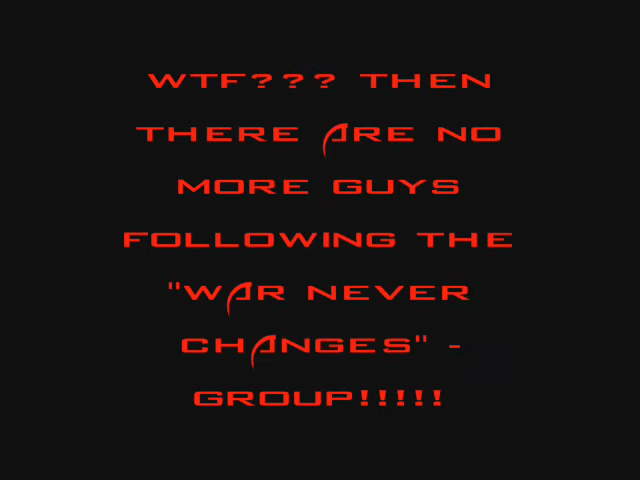 WTF??? THEN
THERE ARE NO
MORE GUYS
FOLLOWING THE
"WAR NEVER
CHANGES" -
GROUP!!!!!